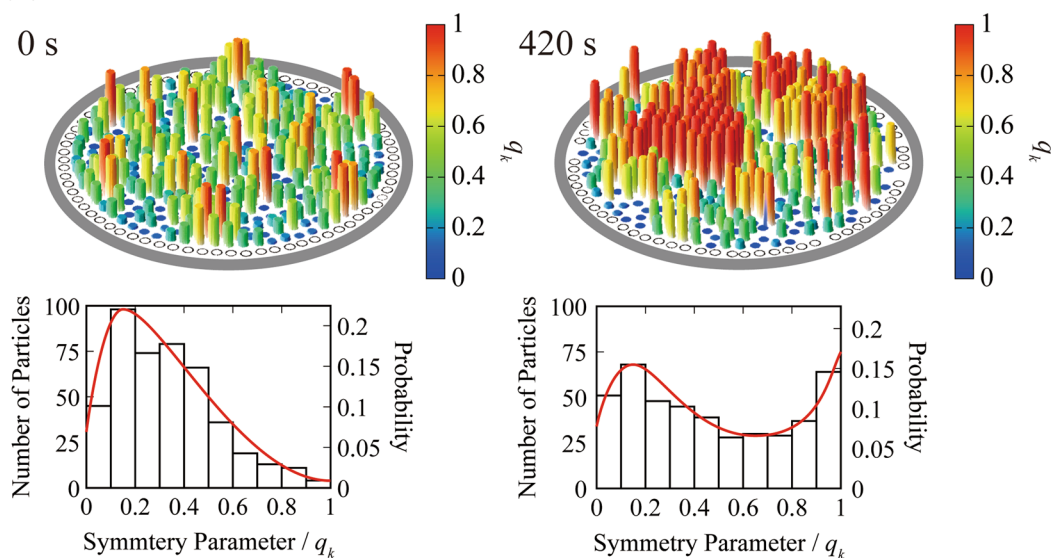 0 s
1
0.8
0.6
0.4
0.2
0
q_k
420 s
1
0.8
0.6
0.4
0.2
0
q_k
100
75
50
25
0
Number of Particles
0.2
0.15
0.1
0.05
0
Probability
0 0.2 0.4 0.6 0.8 1
Symmtery Parameter / q_k
100
75
50
25
0
Number of Particles
0.2
0.15
0.1
0.05
0
Probability
0 0.2 0.4 0.6 0.8 1
Symmetry Parameter / q_k